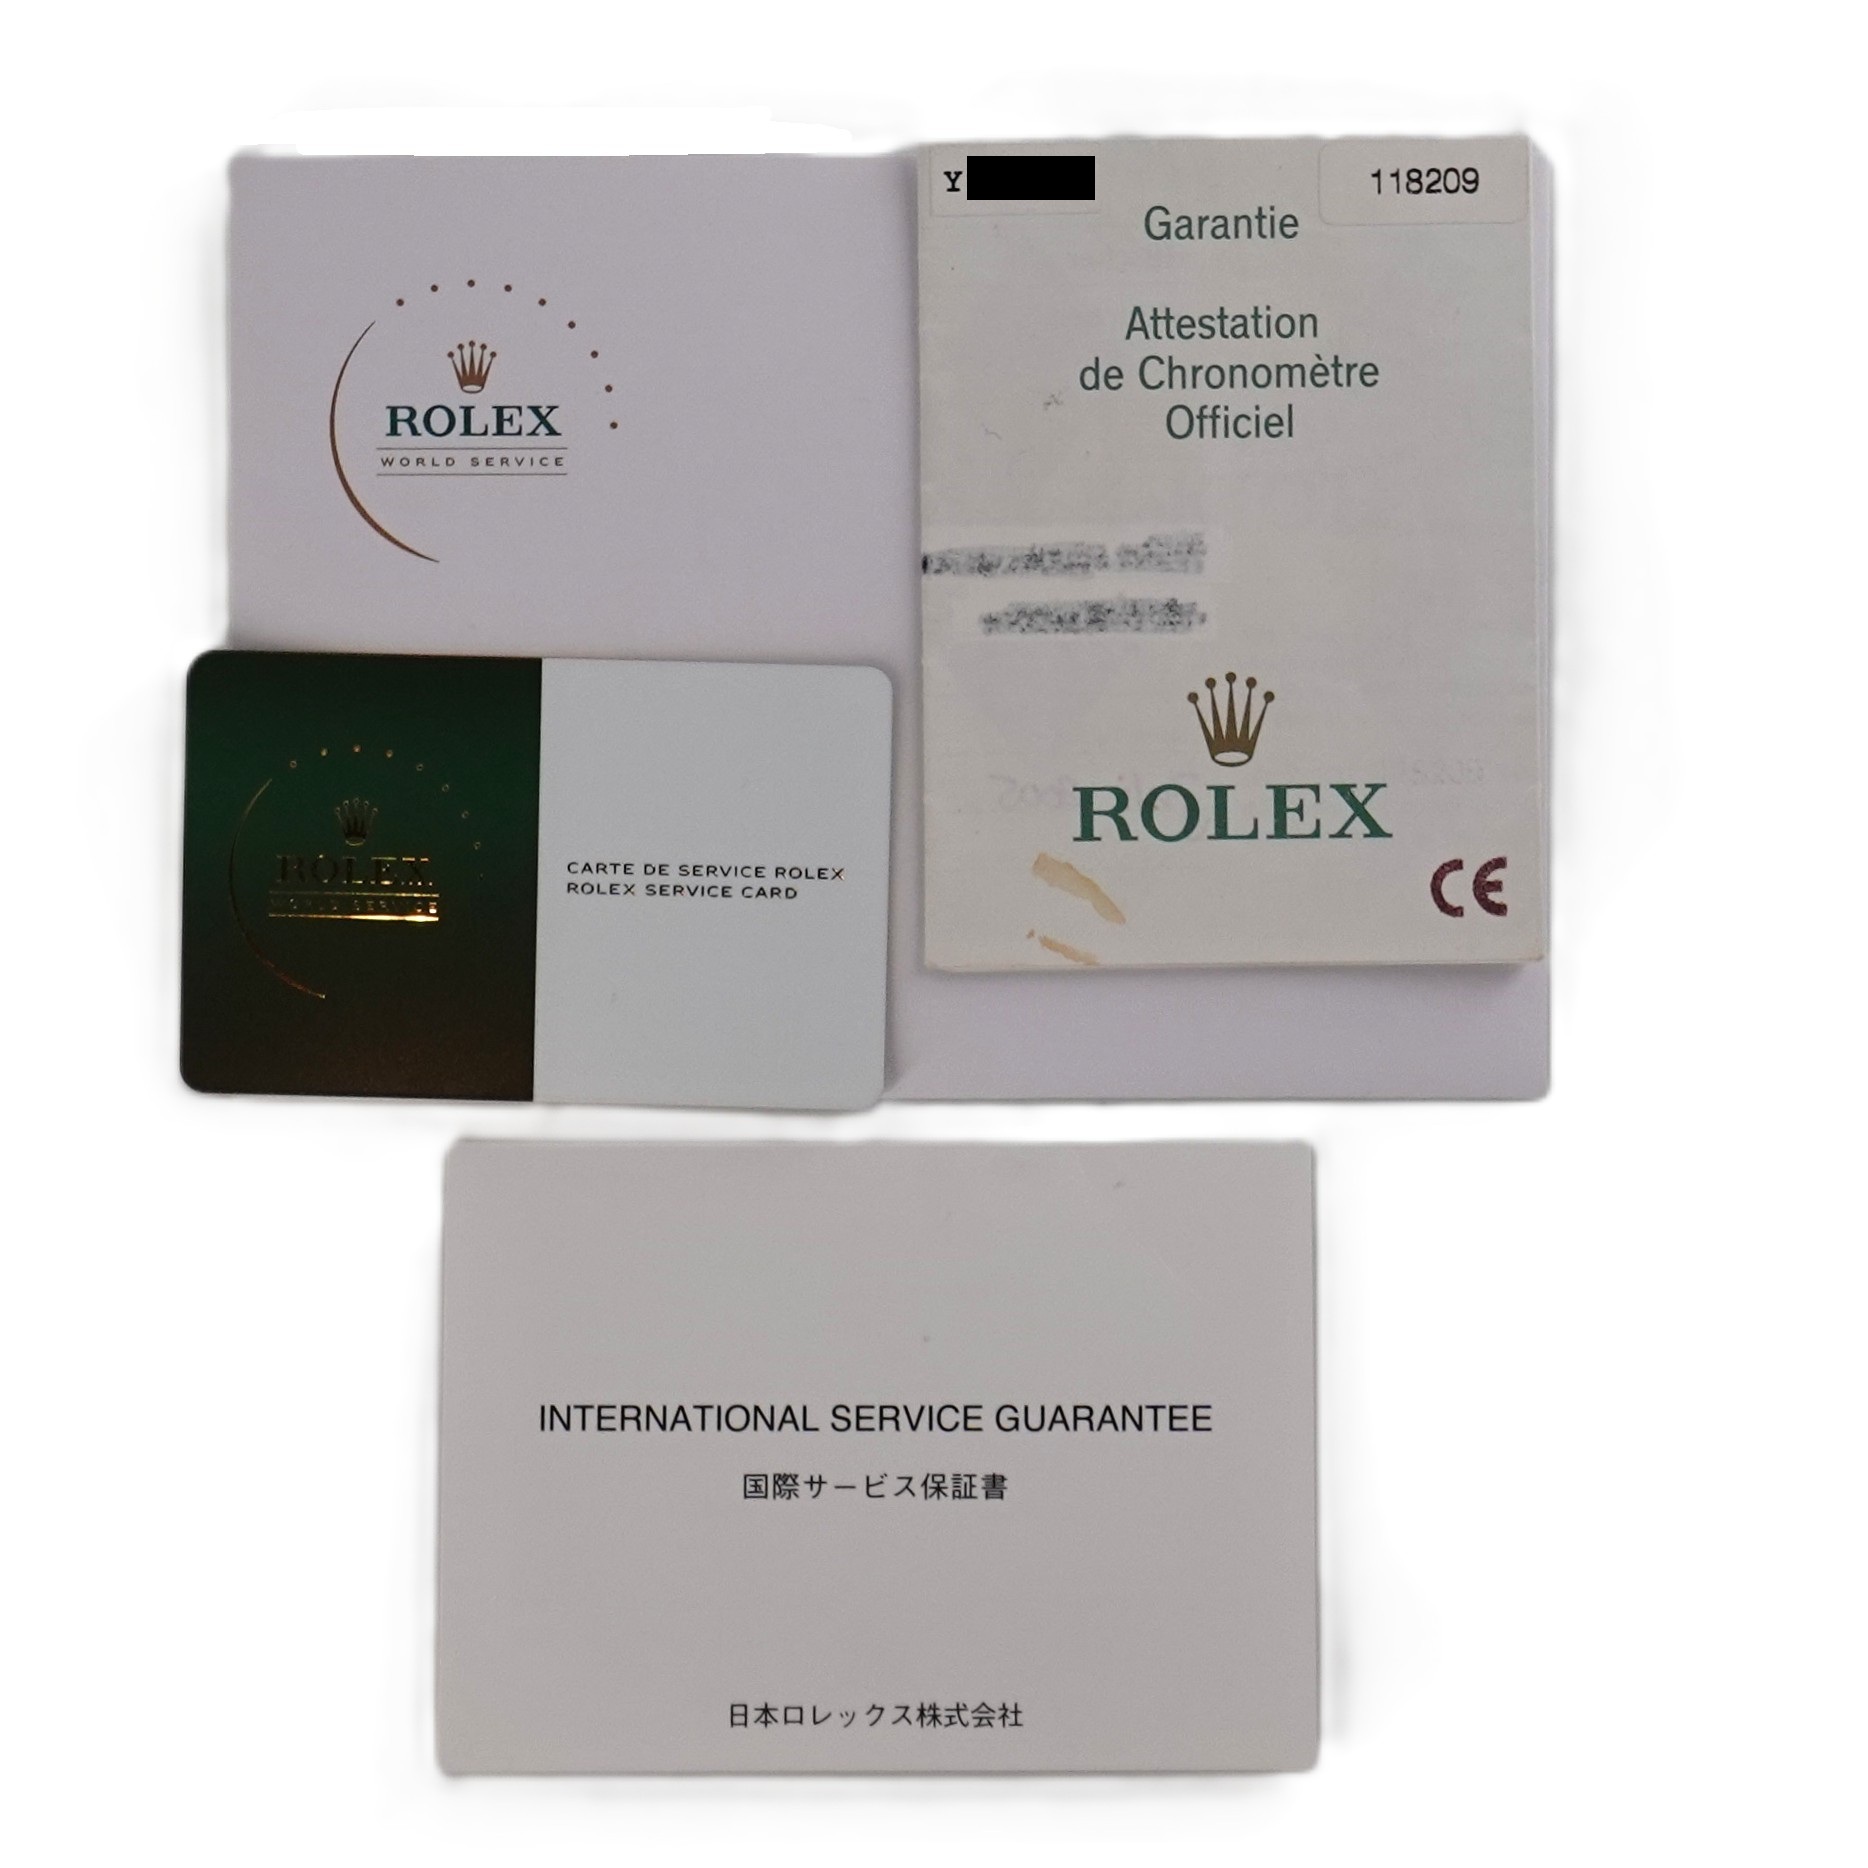 ROLEX
WORLD SERVICE
Y
118209
Garantie
Attestation
de Chronomètre
Officiel
ROLEX
CE
ROLEX
WORLD SERVICE
CARTE DE SERVICE ROLEX
ROLEX SERVICE CARD
INTERNATIONAL SERVICE GUARANTEE
国際サービス保証書
日本ロレックス株式会社